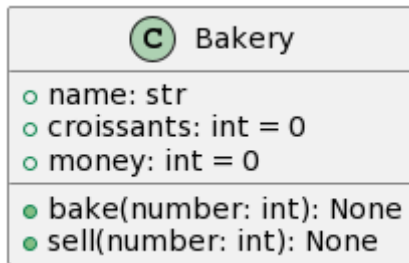 C Bakery
name: str
croissants: int = 0
money: int = 0
bake(number: int): None
sell(number: int): None